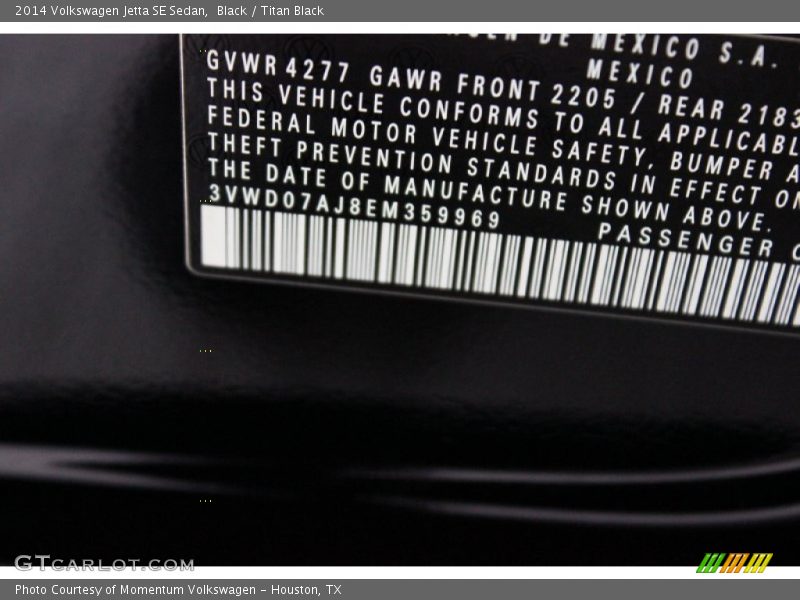 2014 Volkswagen Jetta SE Sedan, Black / Titan Black
DE MEXICO S.A.
MEXICO
GVWR 4277 GAWR FRONT 2205 / REAR 2183
THIS VEHICLE CONFORMS TO ALL APPLICABL
FEDERAL MOTOR VEHICLE SAFETY, BUMPER A
THEFT PREVENTION STANDARDS IN EFFECT ON
THE DATE OF MANUFACTURE SHOWN ABOVE.
3VWD07AJ8EM359969
PASSENGER C
GTCARLOT.COM
Photo Courtesy of Momentum Volkswagen - Houston, TX